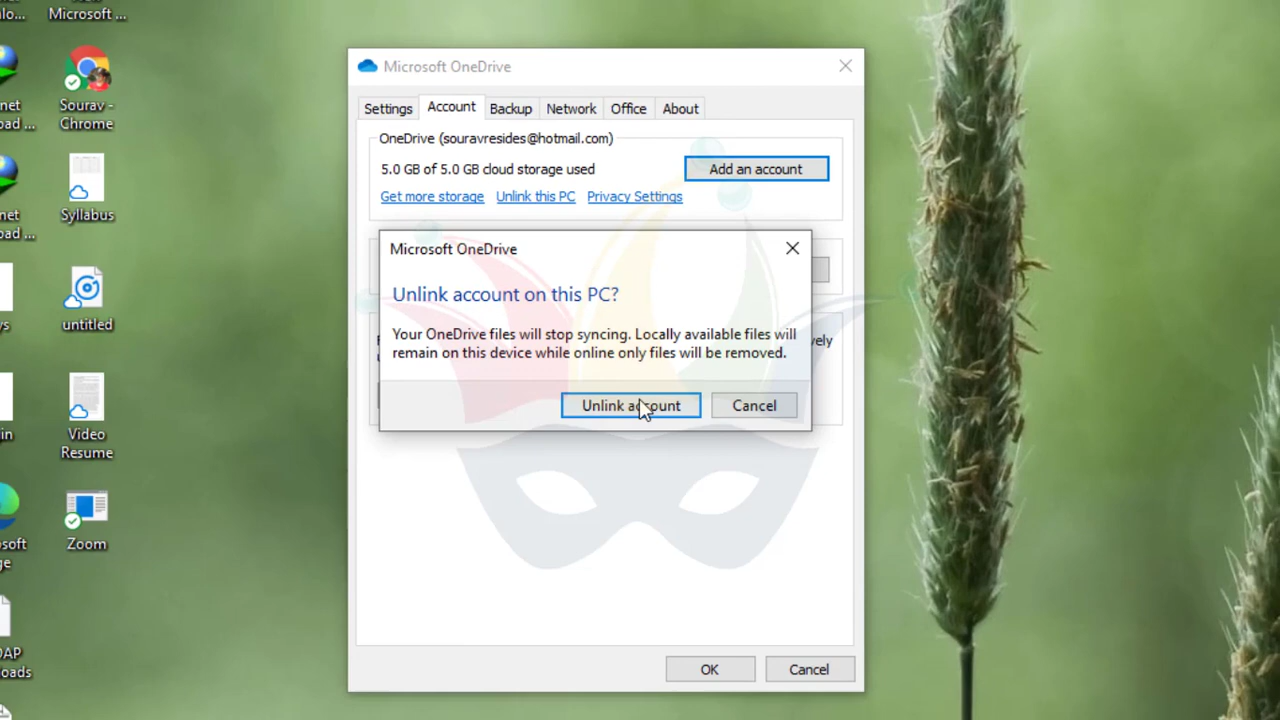 Microsoft ...
Sourav -
Chrome
Syllabus
untitled
Video
Resume
Zoom
Microsoft OneDrive
Settings
Account
Backup
Network
Office
About
OneDrive (souravresides@hotmail.com)
5.0 GB of 5.0 GB cloud storage used
Add an account
Get more storage
Unlink this PC
Privacy Settings
Microsoft OneDrive
Unlink account on this PC?
Your OneDrive files will stop syncing. Locally available files will
remain on this device while online only files will be removed.
Unlink account
Cancel
OK
Cancel